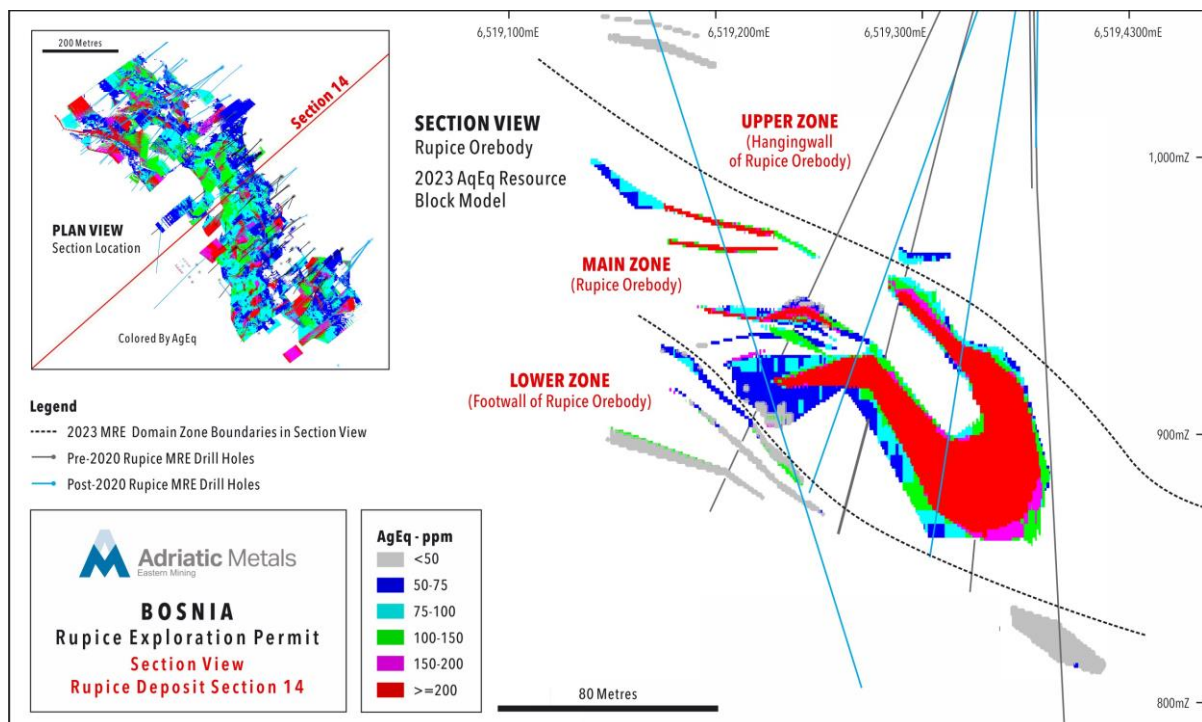 6,519,100mE
6,519,200mE
6,519,300mE
6,519,4300mE
200 Metres
Section 14
PLAN VIEW
Section Location
Colored By AgEq
SECTION VIEW
Rupice Orebody
2023 AqEq Resource
Block Model
UPPER ZONE
(Hangingwall
of Rupice Orebody)
MAIN ZONE
(Rupice Orebody)
LOWER ZONE
(Footwall of Rupice Orebody)
1,000mZ
900mZ
800mZ
Legend
2023 MRE Domain Zone Boundaries in Section View
Pre-2020 Rupice MRE Drill Holes
Post-2020 Rupice MRE Drill Holes
Adriatic Metals
Eastern Mining
BOSNIA
Rupice Exploration Permit
Section View
Rupice Deposit Section 14
AgEq - ppm
<50
50-75
75-100
100-150
150-200
>=200
80 Metres